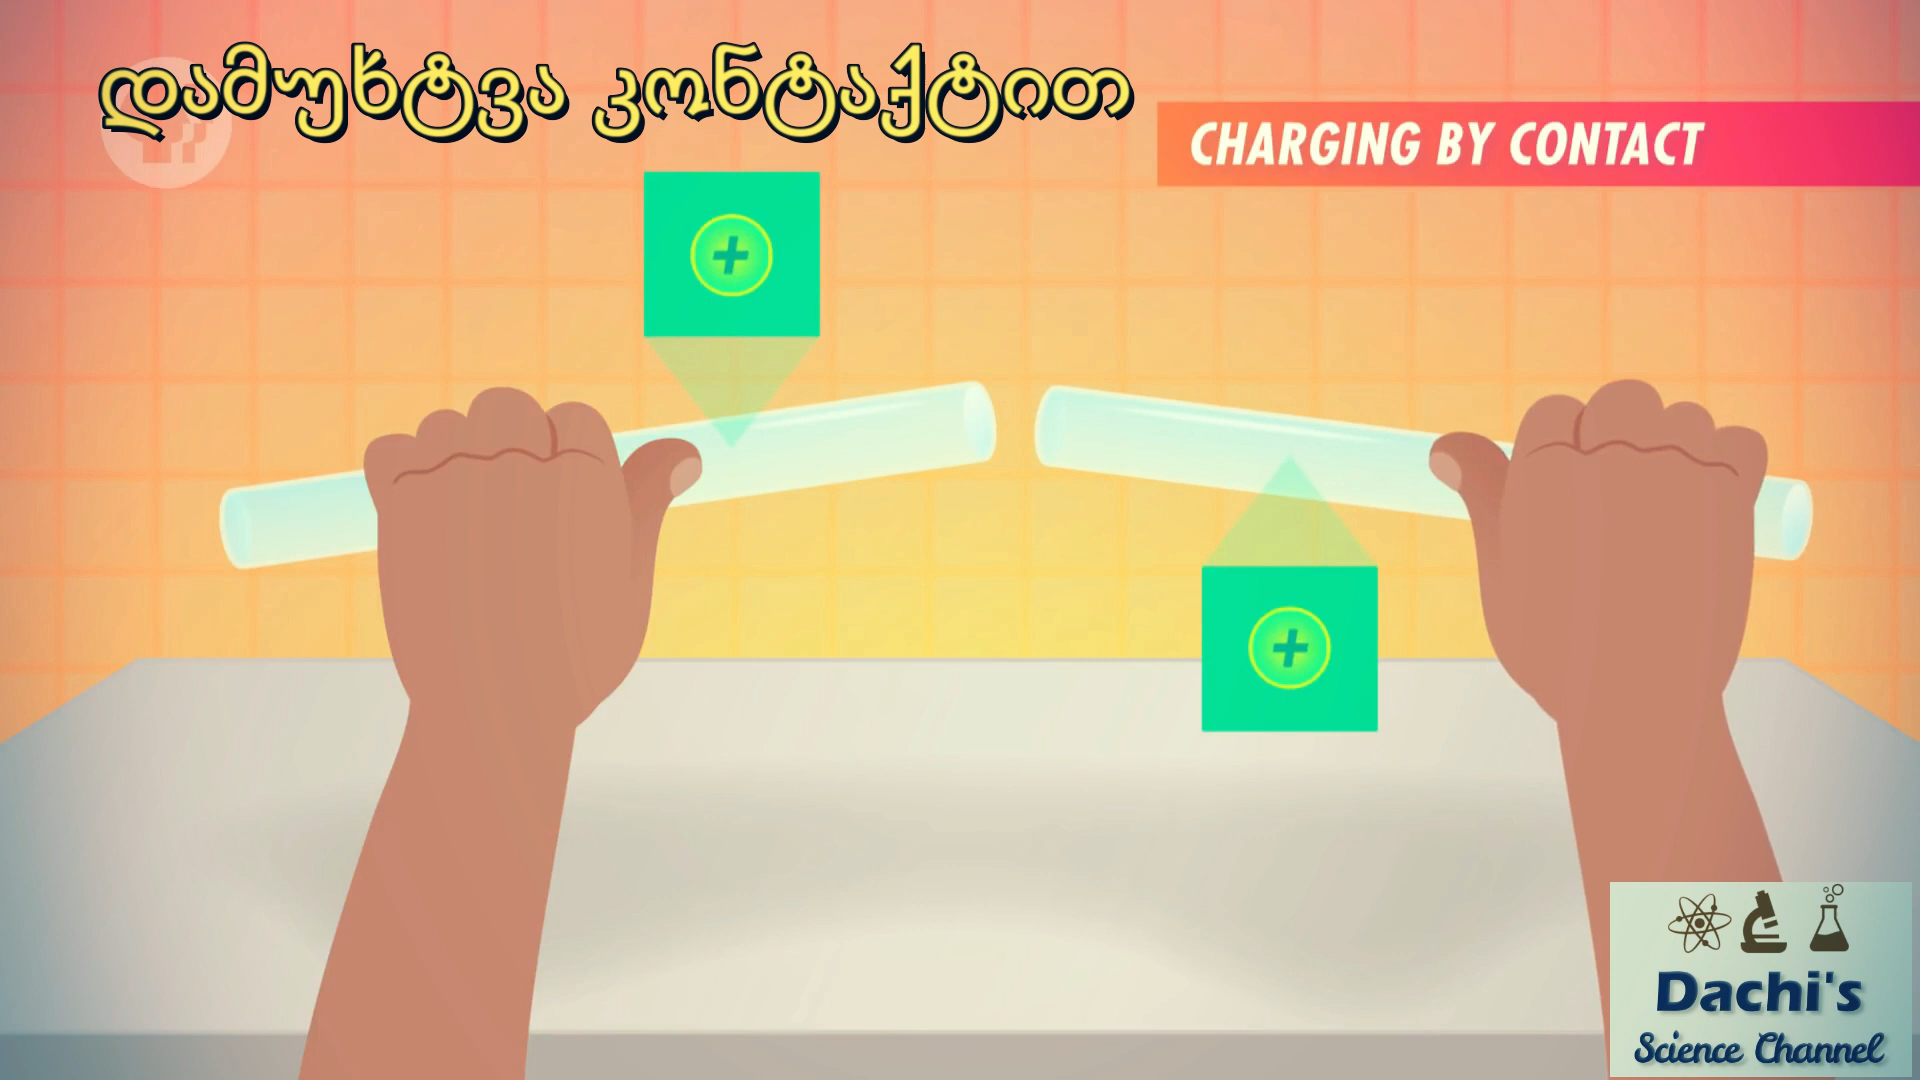 დამუხტვა კონტაქტით
CHARGING BY CONTACT
+
+
Dachi's
Science Channel